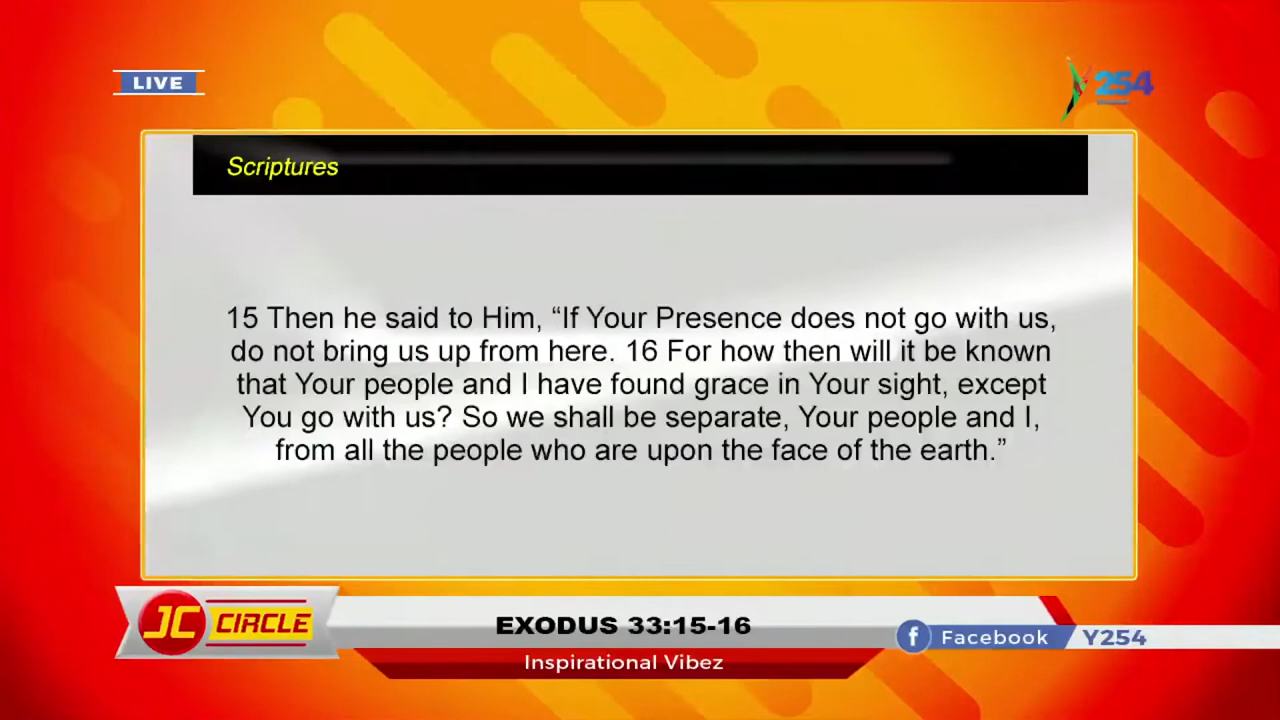 LIVE
254
Scriptures
15 Then he said to Him, “If Your Presence does not go with us,
do not bring us up from here. 16 For how then will it be known
that Your people and I have found grace in Your sight, except
You go with us? So we shall be separate, Your people and I,
from all the people who are upon the face of the earth.”
JC CIRCLE
EXODUS 33:15-16
Inspirational Vibez
f Facebook Y254